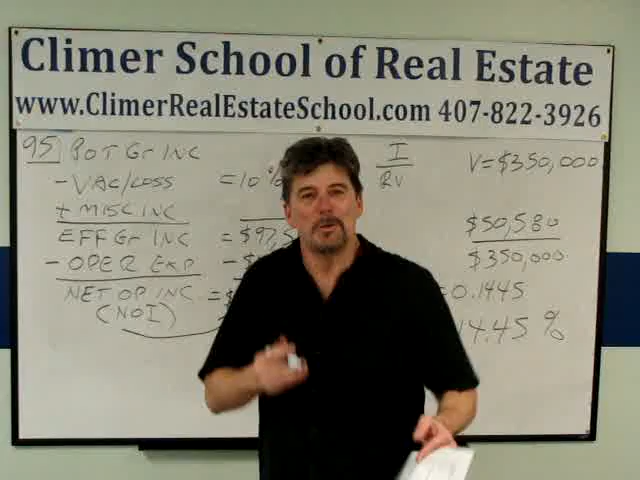 Climer School of Real Estate
www.ClimerRealEstateSchool.com 407-822-3926
95 POT Gr INC
- VAC/LOSS = 10%
+ MISC INC
EFF Gr INC = $97,5
- OPER EXP - $
NET OP INC = $
(NOI)
I
RV
V = $350,000
$50,580
$350,000
= 0.1445
14.45 %